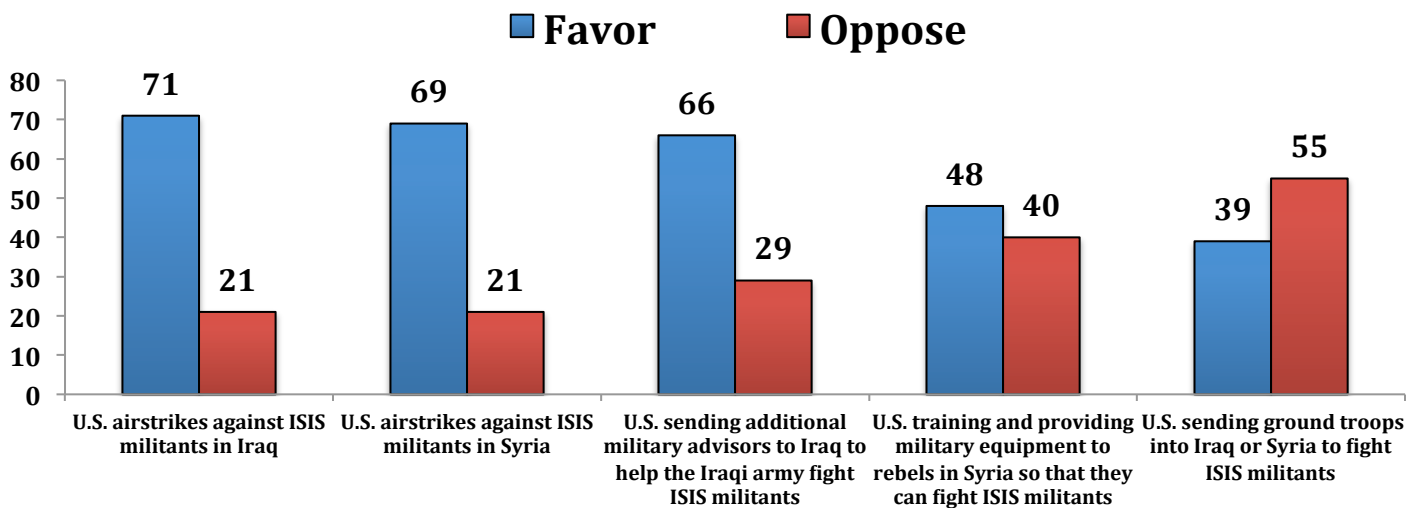 Favor Oppose
80
70
60
50
40
30
20
10
0
71
21
69
21
66
29
48
40
39
55
U.S. airstrikes against ISIS
militants in Iraq
U.S. airstrikes against ISIS
militants in Syria
U.S. sending additional
military advisors to Iraq to
help the Iraqi army fight
ISIS militants
U.S. training and providing
military equipment to
rebels in Syria so that they
can fight ISIS militants
U.S. sending ground troops
into Iraq or Syria to fight
ISIS militants